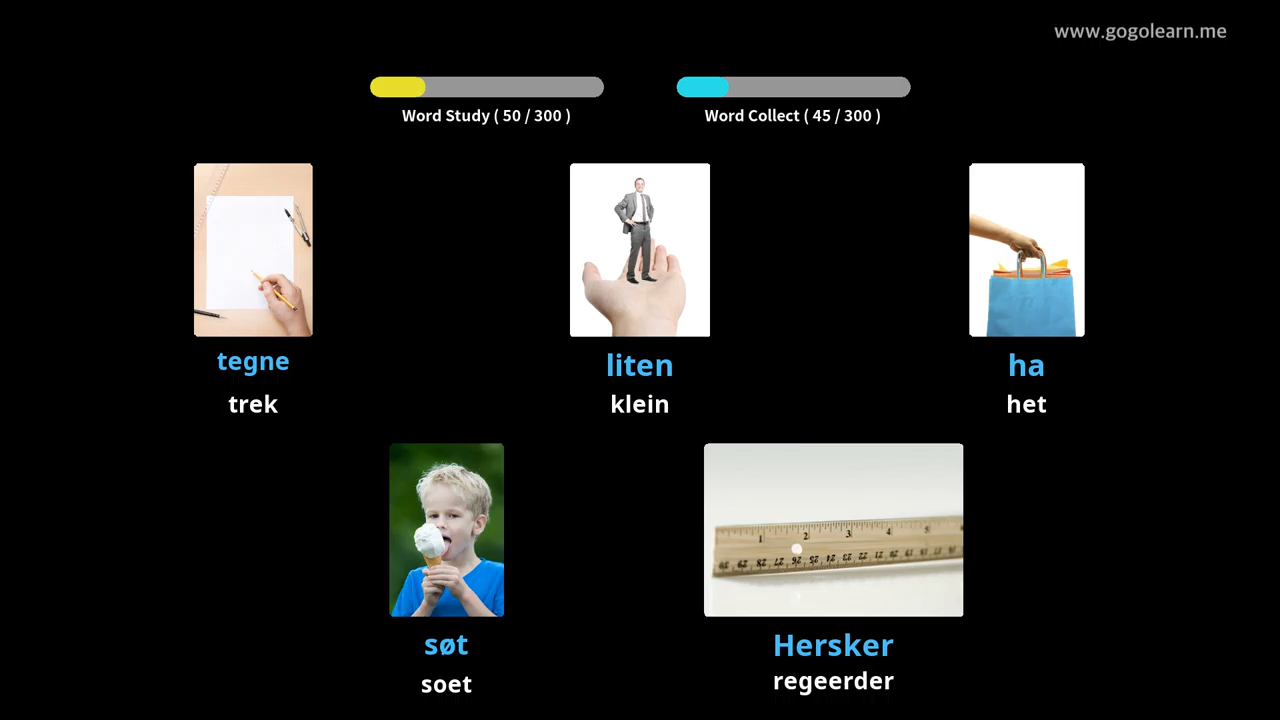 www.gogolearn.me
Word Study ( 50 / 300 )
Word Collect ( 45 / 300 )
tegne
trek
liten
klein
ha
het
søt
soet
Hersker
regeerder